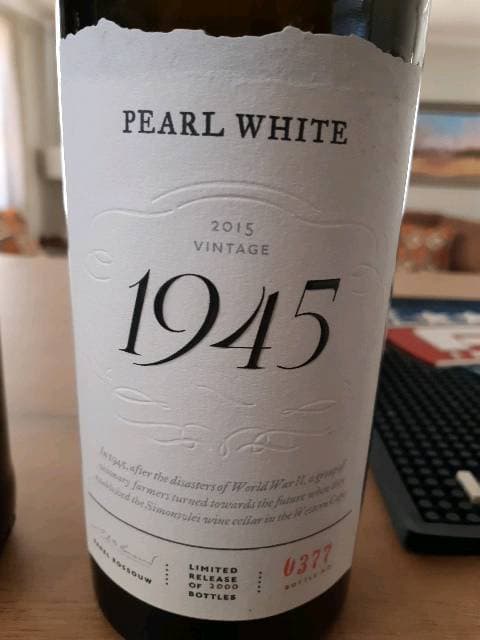 PEARL WHITE
2015
VINTAGE
1945
In 1945, after the disasters of World War II, a group of
visionary farmers turned towards the future when they
established the Simonsvlei wine cellar in the Western Cape.
LIMITED
RELEASE
OF 2000
BOTTLES
0377
BOTTLE NO
ROSSOUW